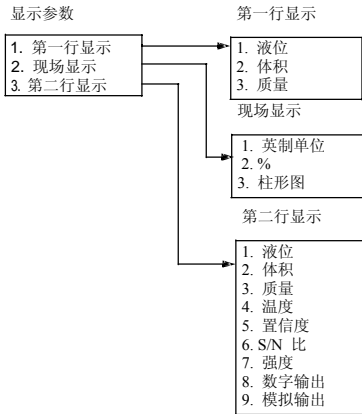 显示参数
1. 第一行显示
2. 现场显示
3. 第二行显示
第一行显示
1. 液位
2. 体积
3. 质量
现场显示
1. 英制单位
2. %
3. 柱形图
第二行显示
1. 液位
2. 体积
3. 质量
4. 温度
5. 置信度
6. S/N 比
7. 强度
8. 数字输出
9. 模拟输出